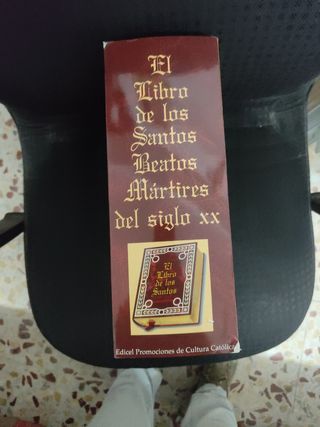 El
Libro
de los
Santos
Beatos
Mártires
del siglo xx
El
Libro
de los
Santos
Edicel Promociones de Cultura Católica